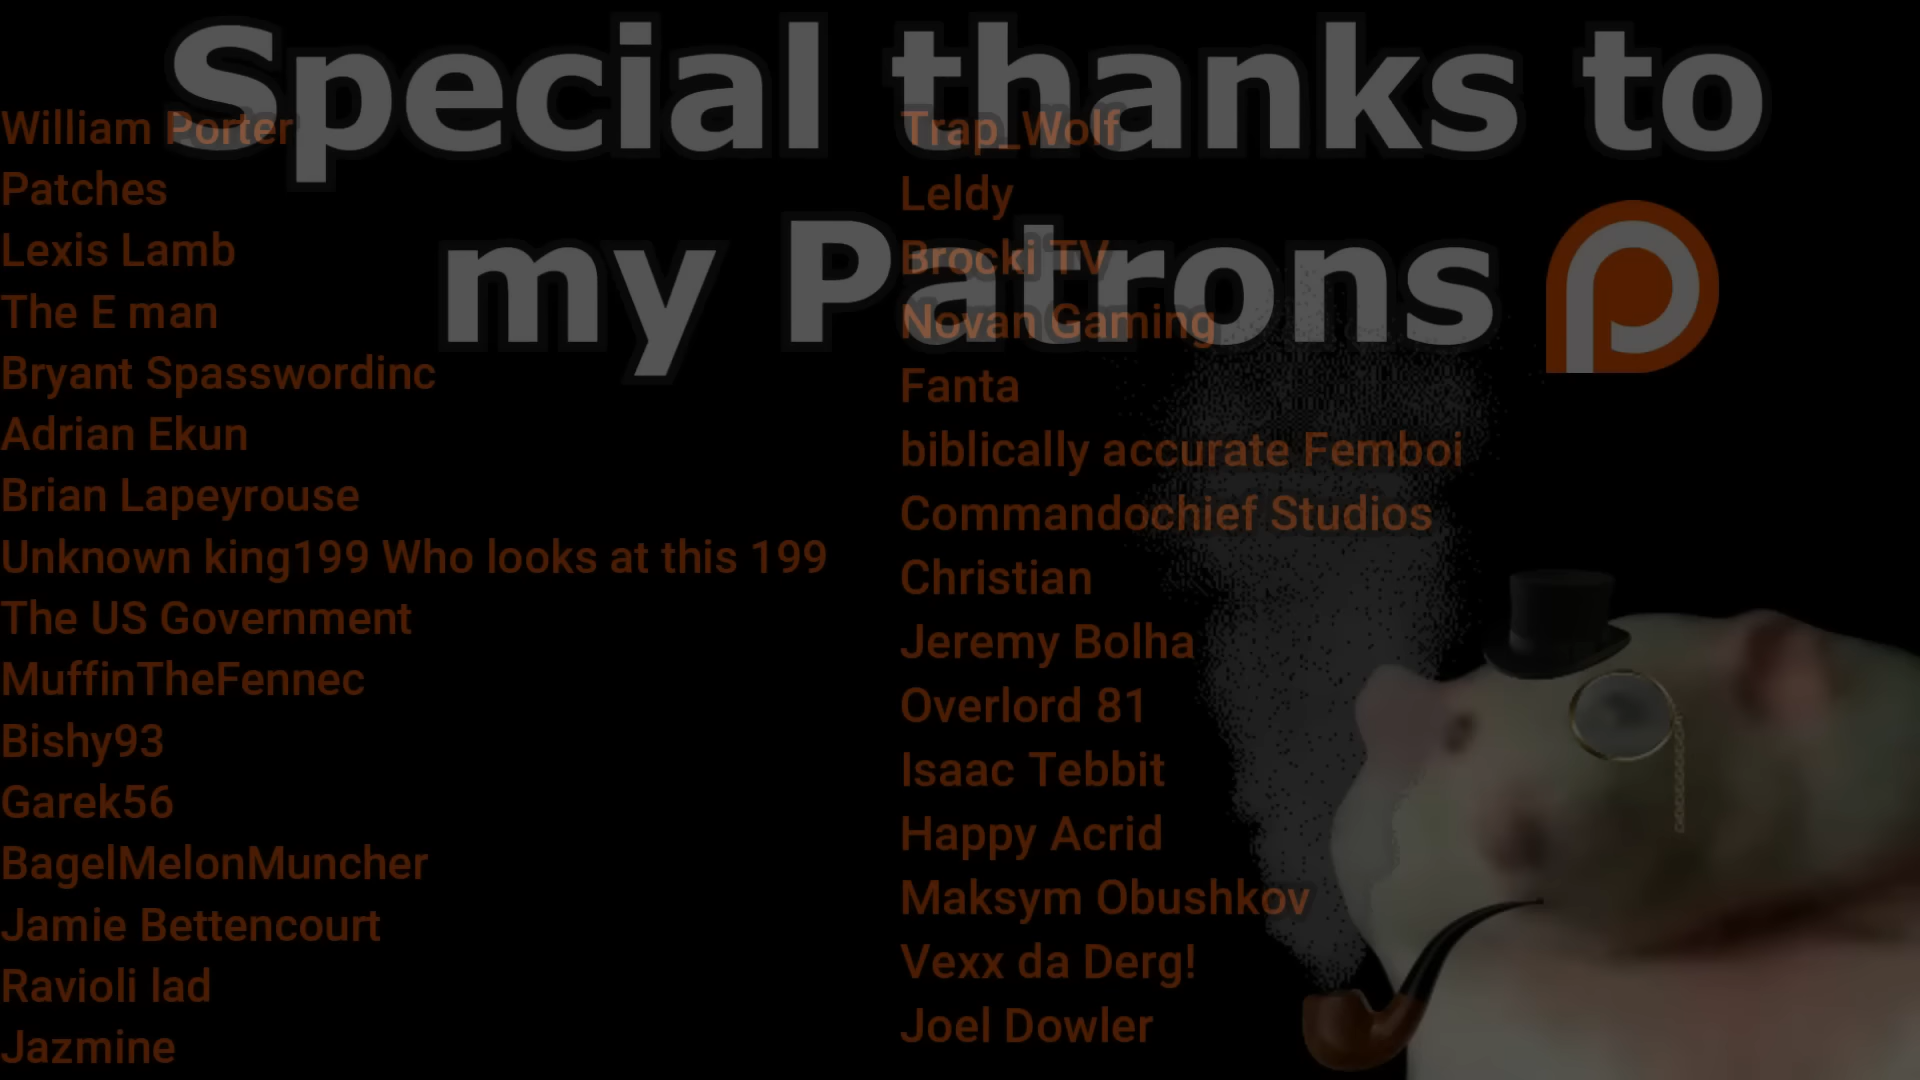 Special thanks to
my Patrons
William Porter
Patches
Lexis Lamb
The E man
Bryant Spasswordinc
Adrian Ekun
Brian Lapeyrouse
Unknown king199 Who looks at this 199
The US Government
MuffinTheFennec
Bishy93
Garek56
BagelMelonMuncher
Jamie Bettencourt
Ravioli lad
Jazmine
Trap_Wolf
Leldy
Brocki TV
Novan Gaming
Fanta
biblically accurate Femboi
Commandochief Studios
Christian
Jeremy Bolha
Overlord 81
Isaac Tebbit
Happy Acrid
Maksym Obushkov
Vexx da Derg!
Joel Dowler